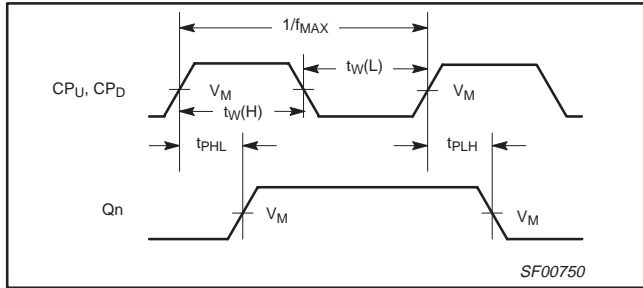 1/fMAX
tW(L)
CPU, CPD
VM
VM
tW(H)
tPHL
tPLH
Qn
VM
VM
SF00750